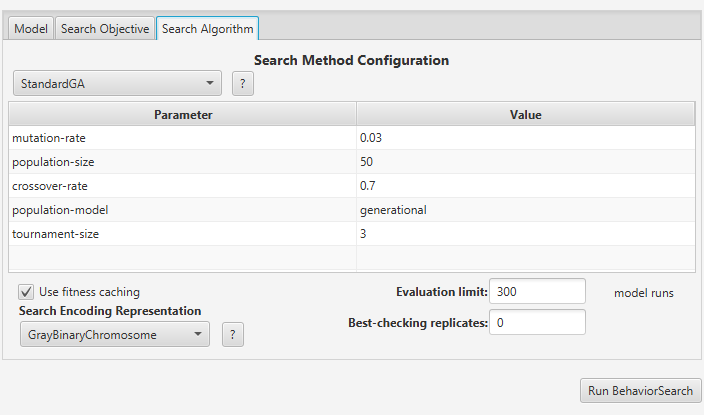 Model Search Objective Search Algorithm
Search Method Configuration
StandardGA ?
Parameter Value
mutation-rate 0.03
population-size 50
crossover-rate 0.7
population-model generational
tournament-size 3
Use fitness caching Evaluation limit: 300 model runs
Search Encoding Representation
Best-checking replicates: 0
GrayBinaryChromosome ?
Run BehaviorSearch